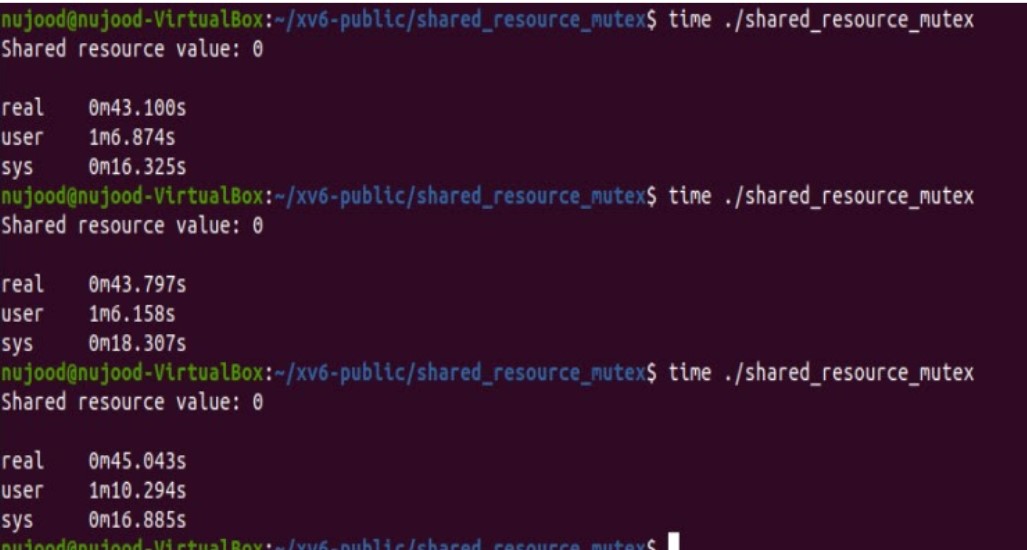 nujood@nujood-VirtualBox:~/xv6-public/shared_resource_mutex$ time ./shared_resource_mutex
Shared resource value: 0
real 0m43.100s
user 1m6.874s
sys 0m16.325s
nujood@nujood-VirtualBox:~/xv6-public/shared_resource_mutex$ time ./shared_resource_mutex
Shared resource value: 0
real 0m43.797s
user 1m6.158s
sys 0m18.307s
nujood@nujood-VirtualBox:~/xv6-public/shared_resource_mutex$ time ./shared_resource_mutex
Shared resource value: 0
real 0m45.043s
user 1m10.294s
sys 0m16.885s
nujood@nujood-VirtualBox:~/xv6-public/shared_resource_mutex$